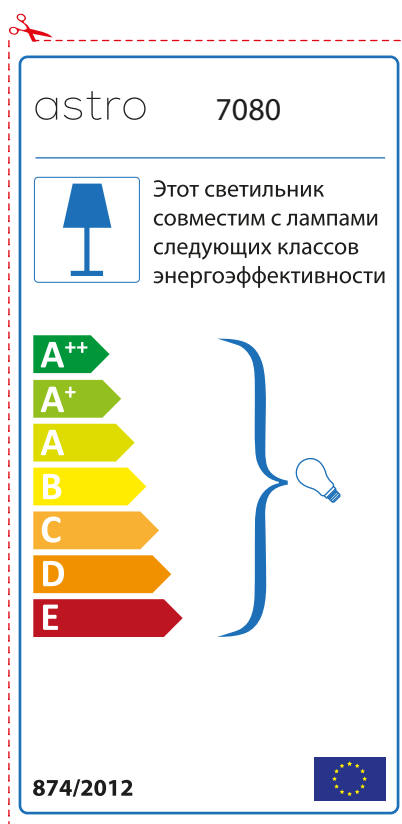 astro 7080
Этот светильник
совместим с лампами
следующих классов
энергоэффективности
A++
A+
A
B
C
D
E
874/2012